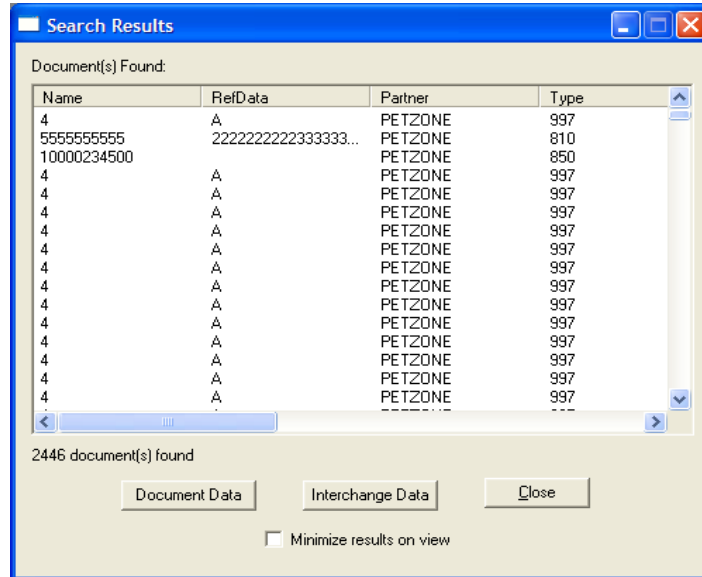 Search Results
Document(s) Found:
Name RefData Partner Type
4 A PETZONE 997
5555555555 2222222222333333... PETZONE 810
10000234500 PETZONE 850
4 A PETZONE 997
4 A PETZONE 997
4 A PETZONE 997
4 A PETZONE 997
4 A PETZONE 997
4 A PETZONE 997
4 A PETZONE 997
4 A PETZONE 997
4 A PETZONE 997
4 A PETZONE 997
4 A PETZONE 997
4 A PETZONE 997
4 A PETZONE 997
2446 document(s) found
Document Data Interchange Data Close
Minimize results on view